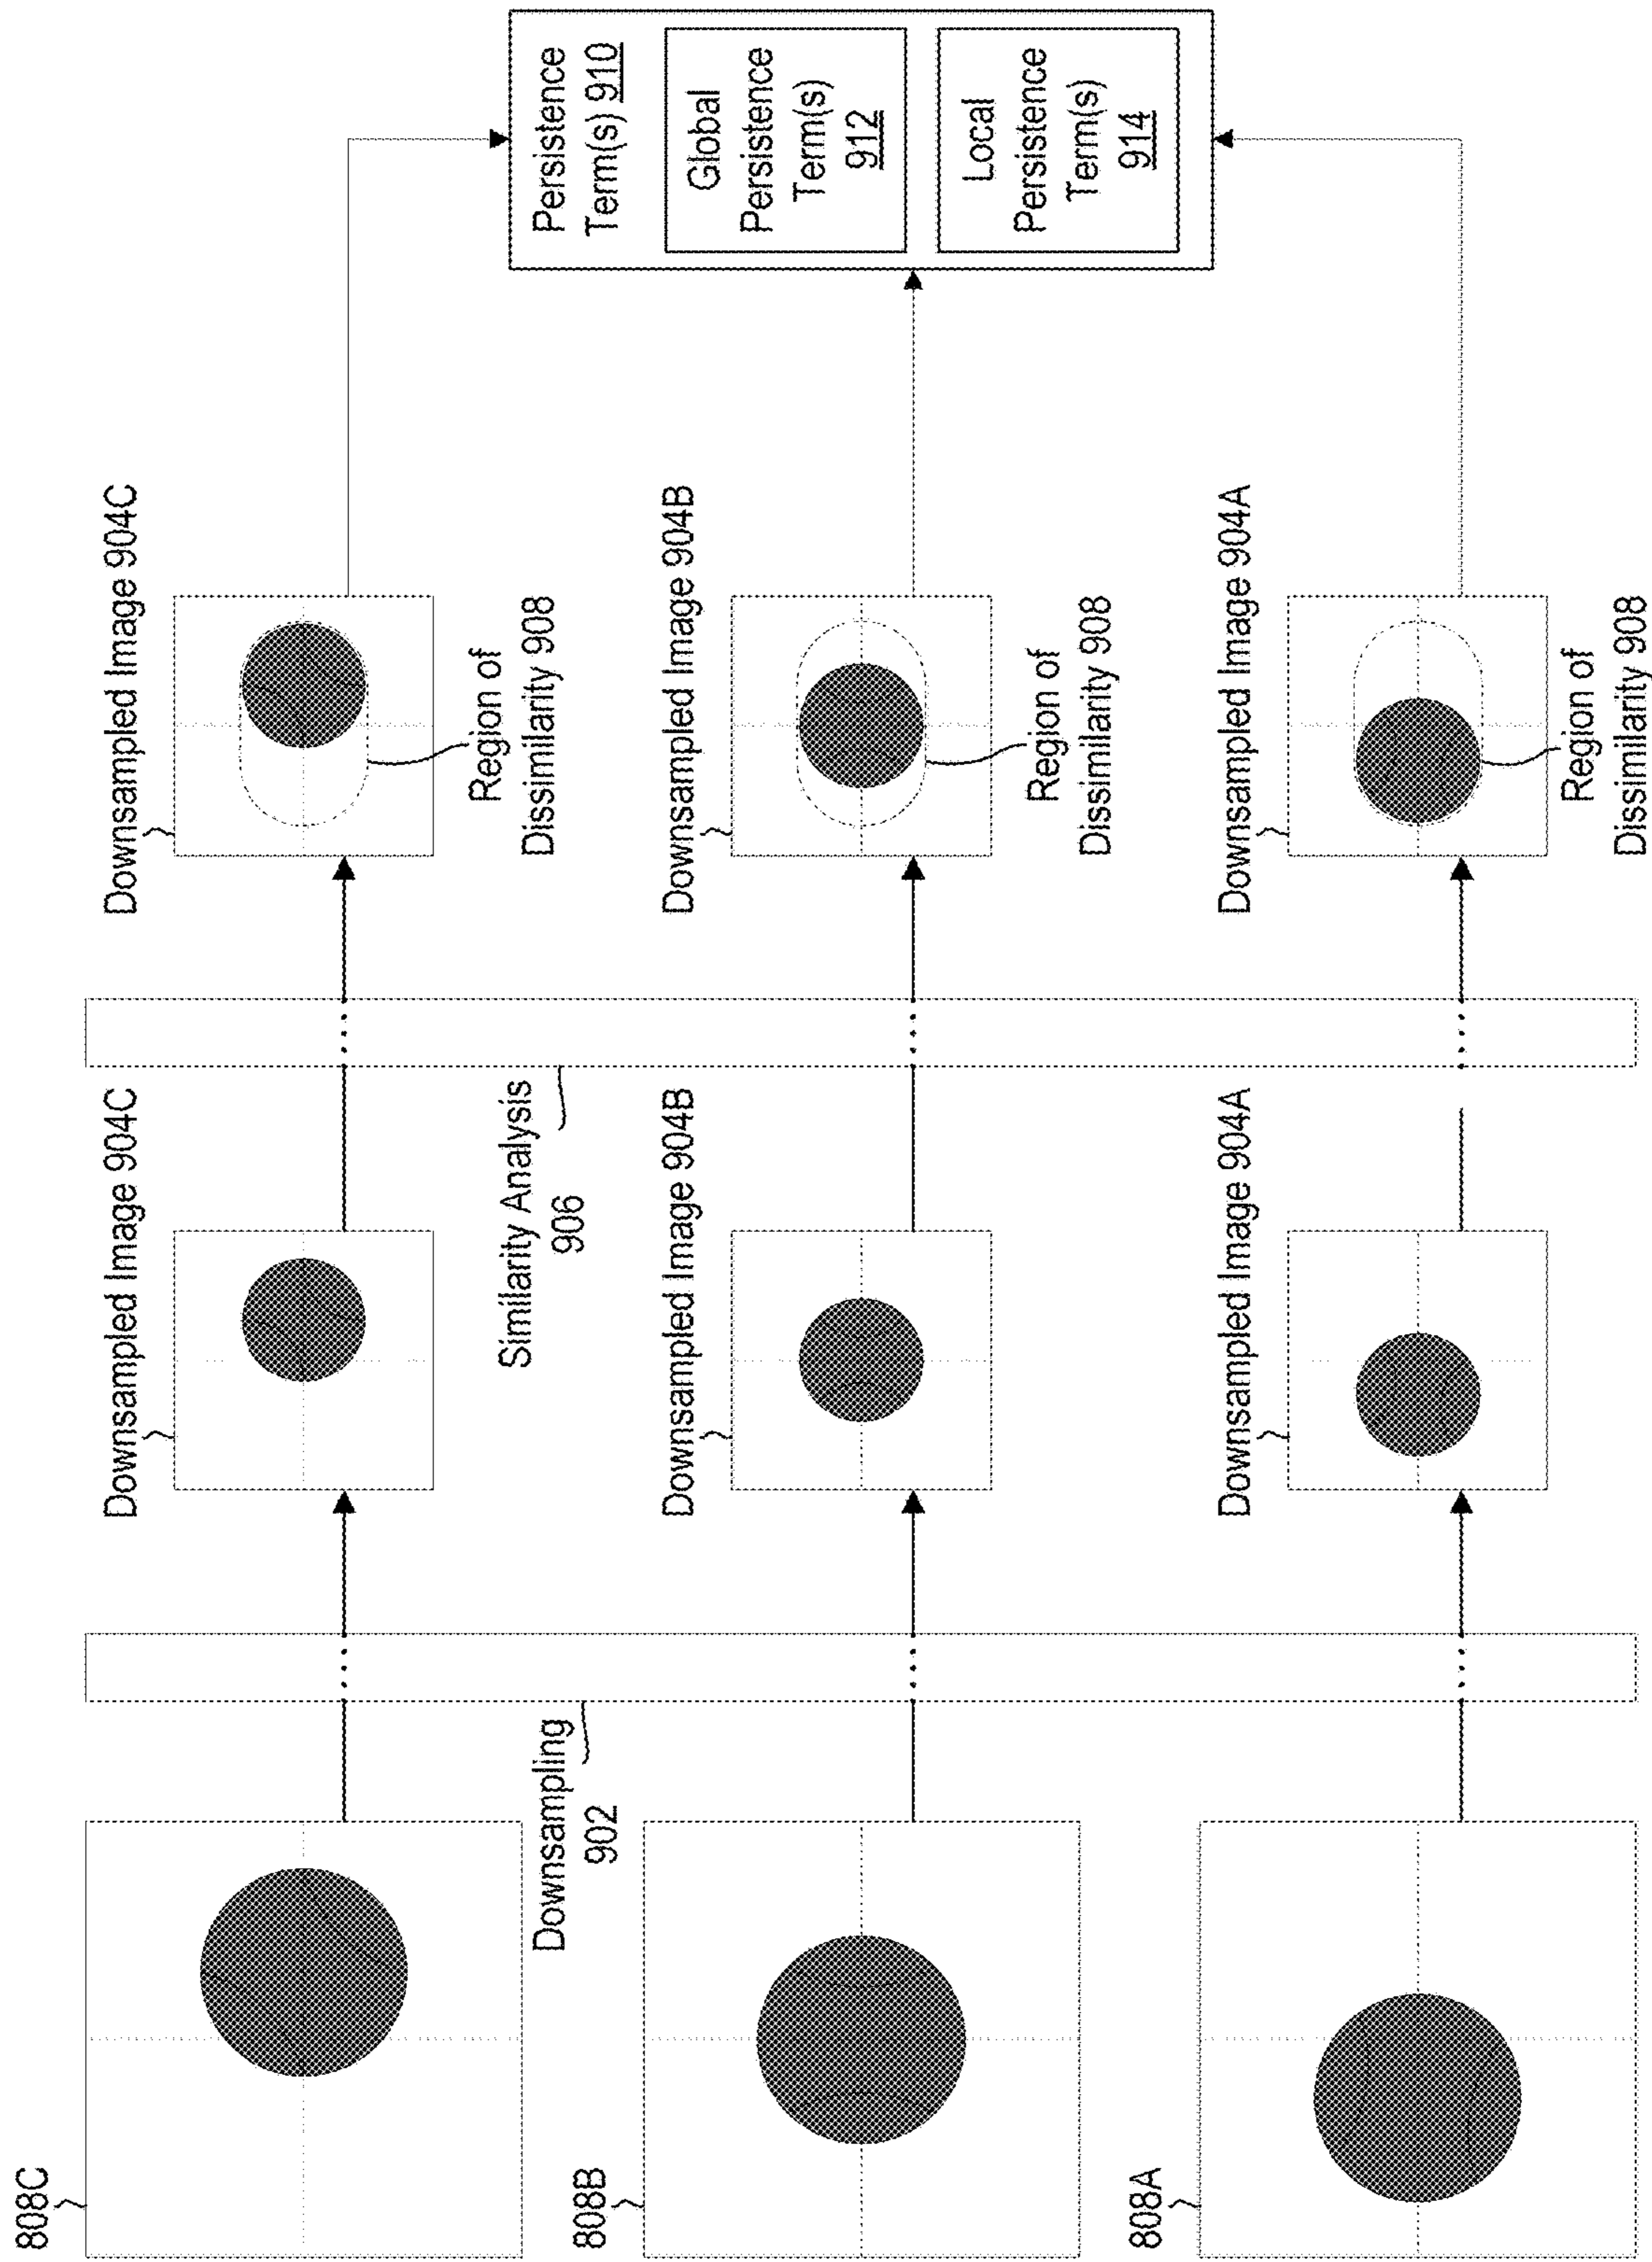 808C
808B
808A
Downsampling
902
Downsampled Image 904C
Downsampled Image 904B
Downsampled Image 904A
Similarity Analysis
906
Downsampled Image 904C
Region of
Dissimilarity 908
Downsampled Image 904B
Region of
Dissimilarity 908
Downsampled Image 904A
Region of
Dissimilarity 908
Persistence
Term(s) 910
Global
Persistence
Term(s)
912
Local
Persistence
Term(s)
914